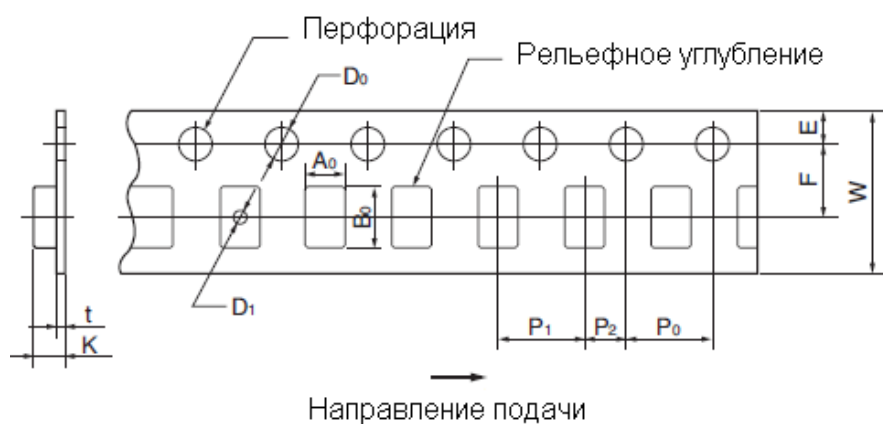 Перфорация
Рельефное углубление
D₀
A₀
B₀
E
F
W
D₁
t
K
P₁
P₂
P₀
Направление подачи